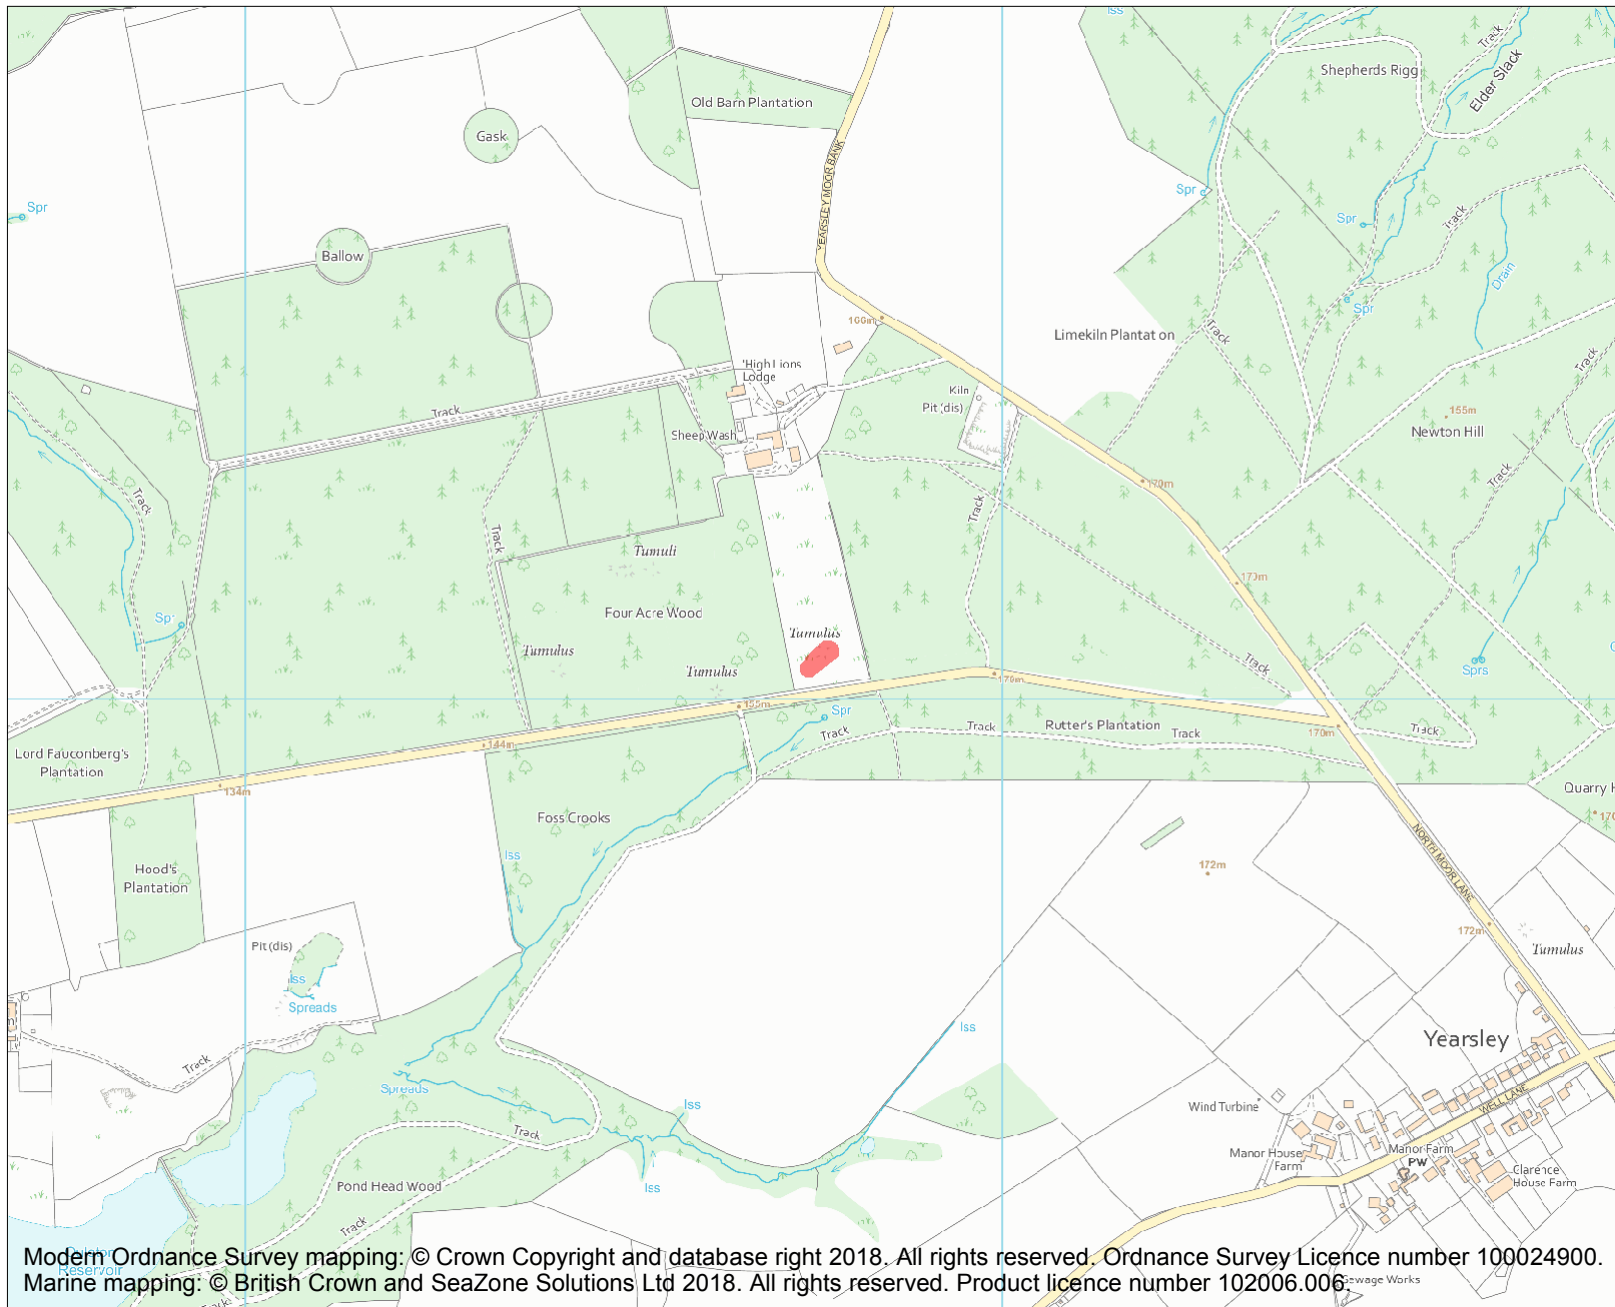 Iss
Track
Shepherds Rigg
Elder Slack
Old Barn Plantation
Gask
YEARSLEY MOOR BANK
Spr
Spr
Spr
Track
Ballow
Drain
Spr
166m
Limekiln Plantat on
Track
Track
'High Lions
Lodge
Kiln
Pit (dis)
Track
155m
Newton Hill
Sheep Wash
Track
Track
170m
Track
Track
Tumuli
173m
Four Acre Wood
Spr
Tumulus
Tumulus
Tumulus
Track
Sprs
170m
155m
Spr
Track
Track
Rutter's Plantation
Track
170m
Track
144m
Lord Fauconberg's
Plantation
134m
Quarry H
Foss Crooks
NORTH MOOR LANE
Iss
172m
Hood's
Plantation
172m
Tumulus
Pit (dis)
Iss
Spreads
Iss
Yearsley
Track
Spreads
Iss
Wind Turbine
WELL LANE
Track
Manor House
Farm
Manor Farm
PW
Clarence
House Farm
Iss
Pond Head Wood
Track
Reservoir
Track
Sewage Works
Modern Ordnance Survey mapping: © Crown Copyright and database right 2018. All rights reserved. Ordnance Survey Licence number 100024900.
Marine mapping: © British Crown and SeaZone Solutions Ltd 2018. All rights reserved. Product licence number 102006.006.